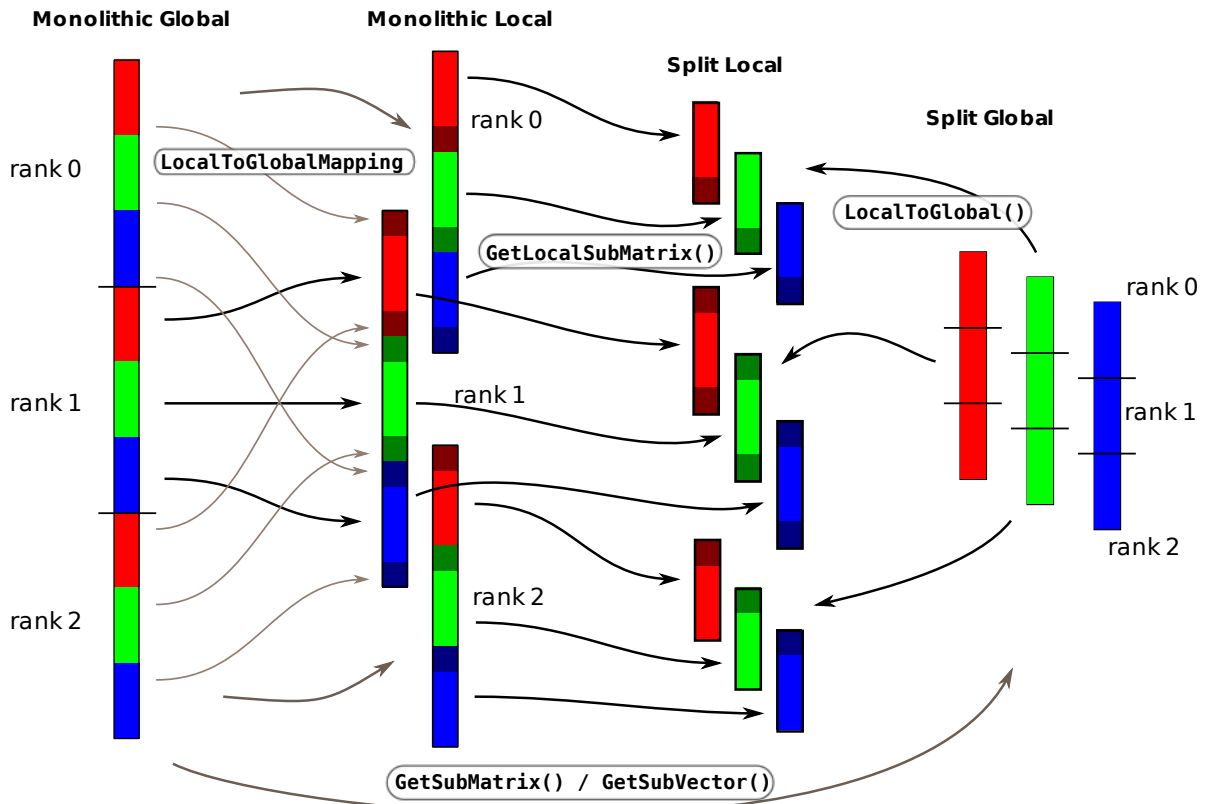 Monolithic Global
Monolithic Local
Split Local
Split Global
rank 0
rank 1
rank 2
LocalToGlobalMapping
rank 0
rank 1
rank 2
GetLocalSubMatrix()
LocalToGlobal()
rank 0
rank 1
rank 2
GetSubMatrix() / GetSubVector()